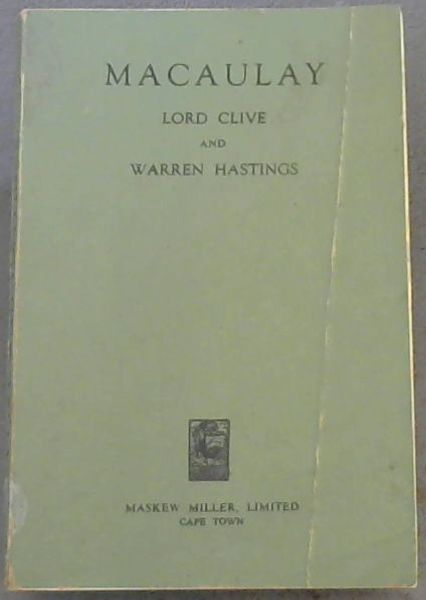 MACAULAY
LORD CLIVE
AND
WARREN HASTINGS
MASKEW MILLER, LIMITED
CAPE TOWN